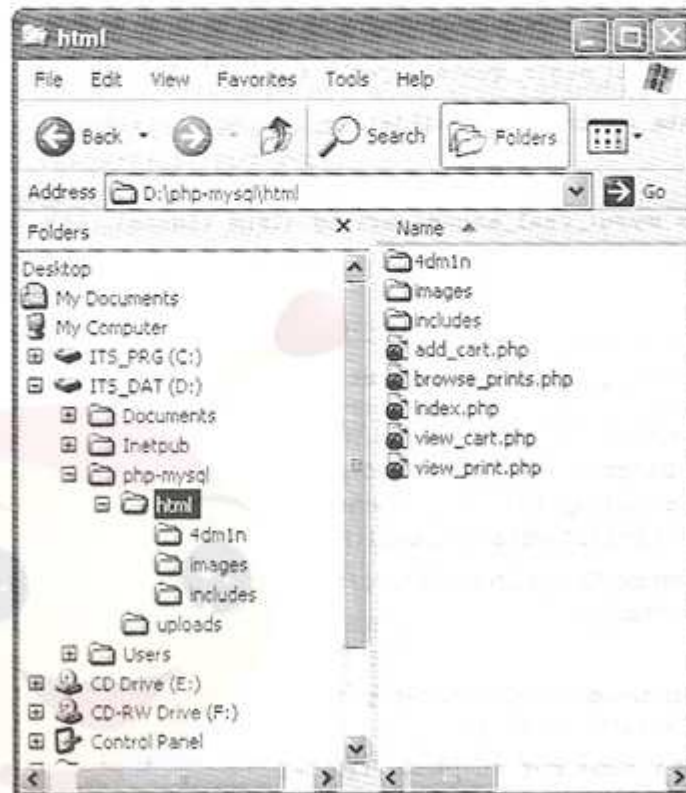 html
File Edit View Favorites Tools Help
Back Search Folders
Address D:\php-mysql\html Go
Folders
Desktop
My Documents
My Computer
ITS_PRG (C:)
ITS_DAT (D:)
Documents
Inetpub
php-mysql
html
4dm1n
images
includes
uploads
Users
CD Drive (E:)
CD-RW Drive (F:)
Control Panel
Name
4dm1n
images
includes
add_cart.php
browse_prints.php
index.php
view_cart.php
view_print.php